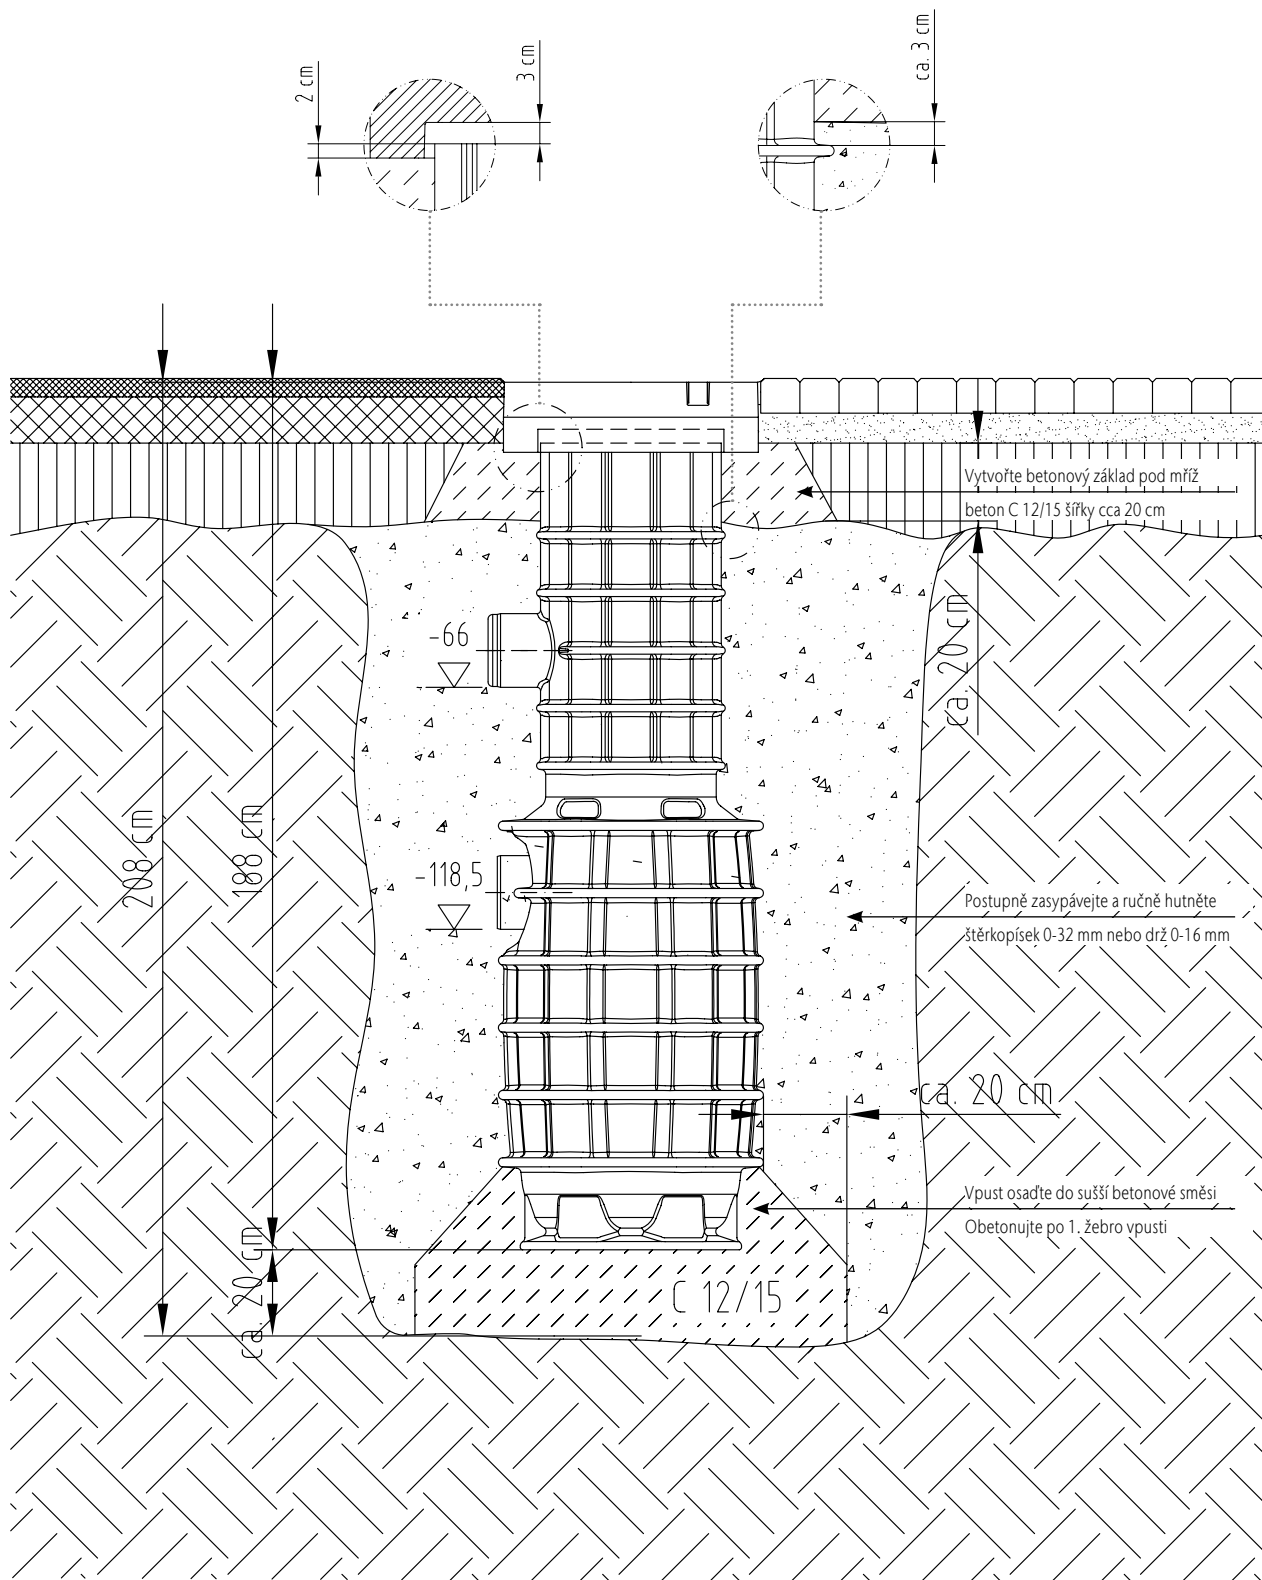 2 cm
3 cm
ca. 3 cm
Vytvořte betonový základ pod mříž
beton C 12/15 šířky cca 20 cm
-66
ca. 20cm
208 cm
188 cm
-118,5
Postupně zasypávejte a ručně hutněte
štěrkopísek 0-32 mm nebo drž 0-16 mm
ca. 20 cm
Vpust osaďte do sušší betonové směsi
Obetonujte po 1. žebro vpusti
ca. 20 cm
C 12/15